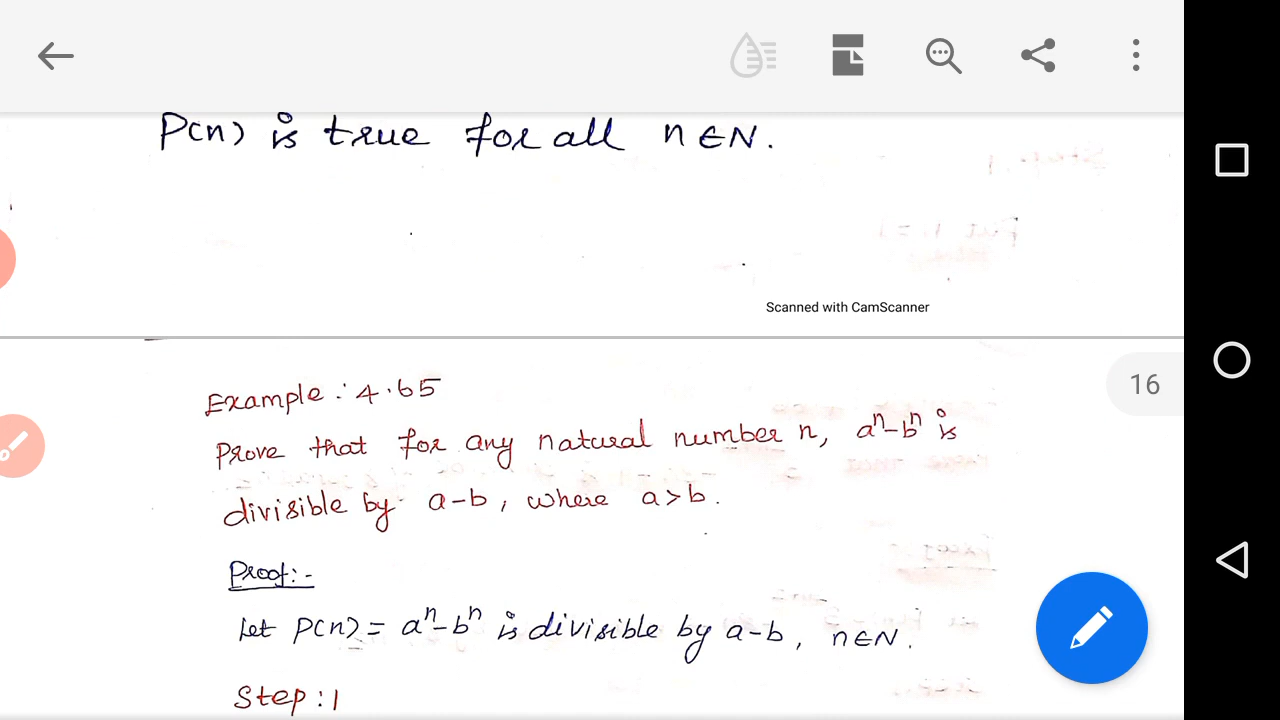 P(n) is true for all n∈N.
Scanned with CamScanner
16
Example: 4.65
Prove that for any natural number n, aⁿ-bⁿ is
divisible by a-b, where a>b.
Proof:-
Let P(n) = aⁿ-bⁿ is divisible by a-b, n∈N.
Step:1